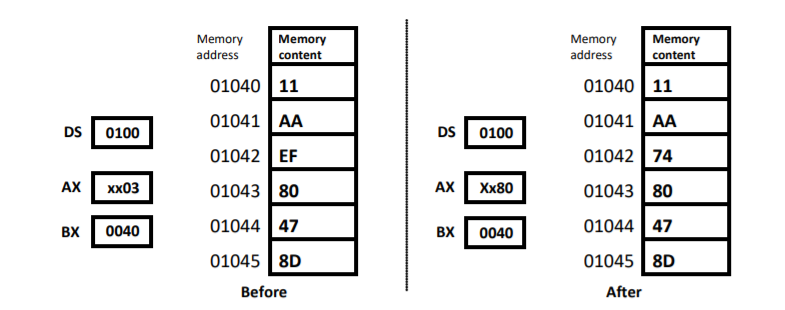 Memory address Memory content
01040 11
01041 AA
01042 EF
01043 80
01044 47
01045 8D
DS 0100
AX xx03
BX 0040
Before
Memory address Memory content
01040 11
01041 AA
01042 74
01043 80
01044 47
01045 8D
DS 0100
AX Xx80
BX 0040
After